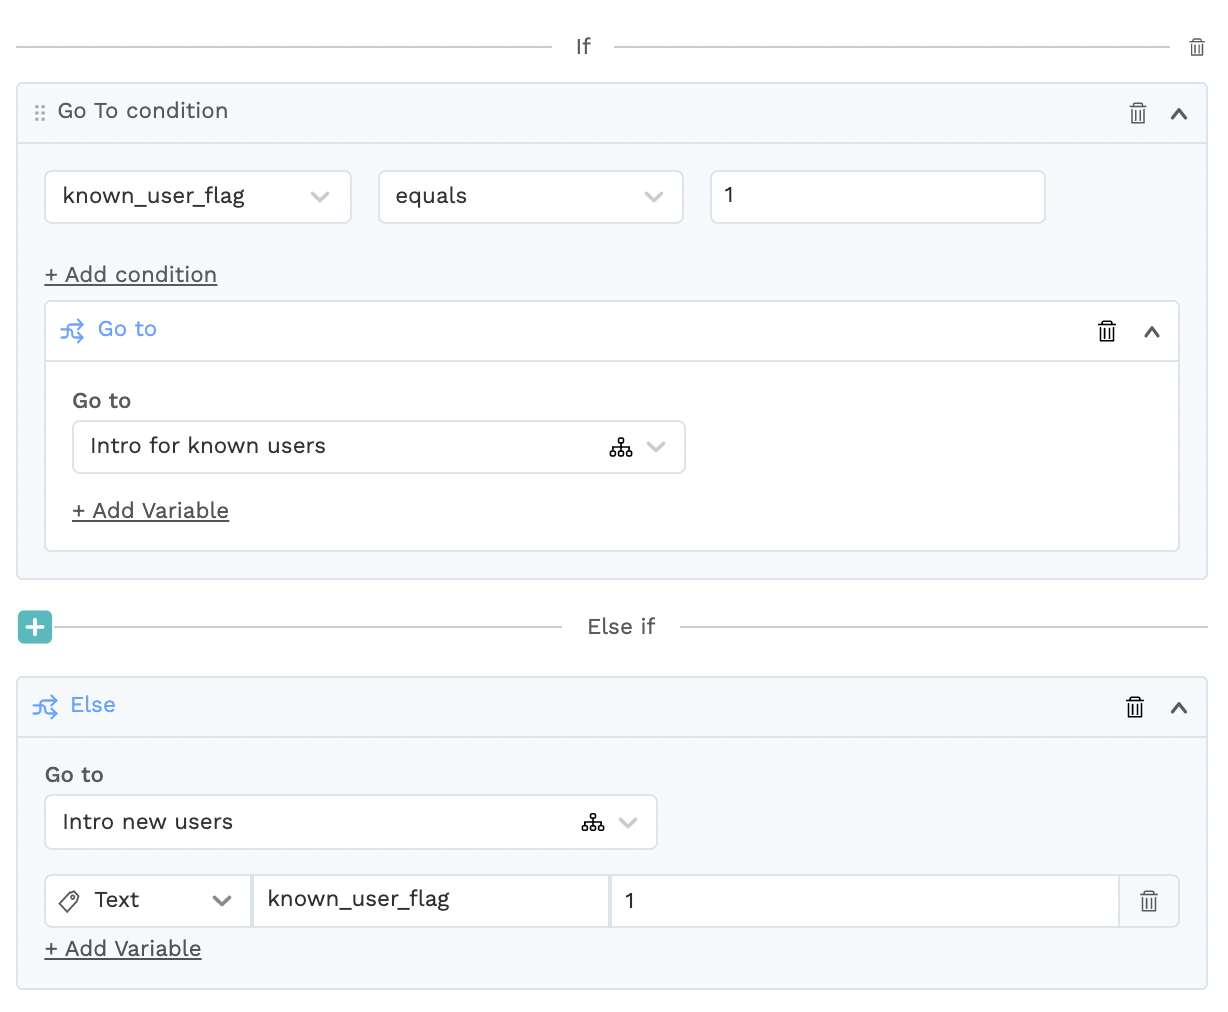 If
Go To condition
known_user_flag equals 1
+ Add condition
Go to
Go to
Intro for known users
+ Add Variable
Else if
Else
Go to
Intro new users
Text known_user_flag 1
+ Add Variable